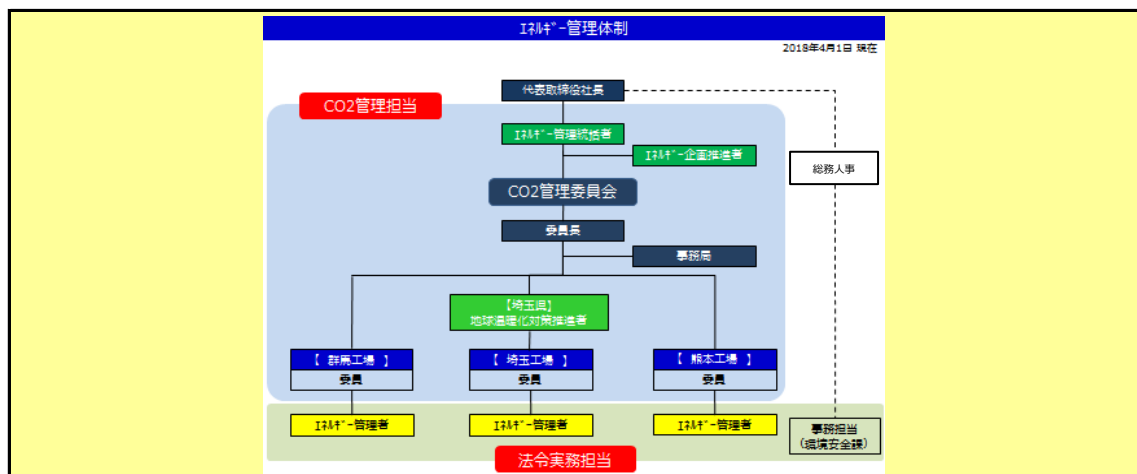 ｴﾈﾙｷﾞｰ管理体制
2018年4月1日 現在
代表取締役社長
CO2管理担当
ｴﾈﾙｷﾞｰ管理統括者
ｴﾈﾙｷﾞｰ企画推進者
総務人事
CO2管理委員会
委員長
事務局
【埼玉県】
地球温暖化対策推進者
【 群馬工場 】
委員
【 埼玉工場 】
委員
【 熊本工場 】
委員
ｴﾈﾙｷﾞｰ管理者
ｴﾈﾙｷﾞｰ管理者
ｴﾈﾙｷﾞｰ管理者
事務担当
(環境安全課)
法令実務担当